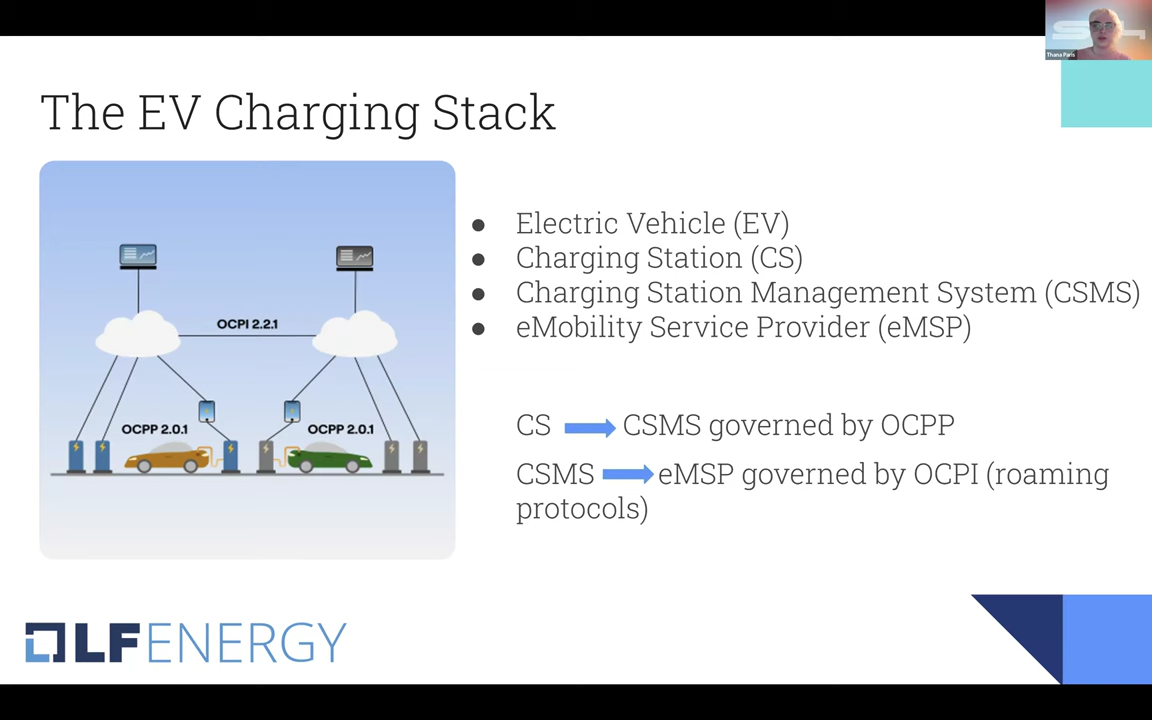 Thana Paris
The EV Charging Stack
OCPI 2.2.1
OCPP 2.0.1
OCPP 2.0.1
● Electric Vehicle (EV)
● Charging Station (CS)
● Charging Station Management System (CSMS)
● eMobility Service Provider (eMSP)
CS CSMS governed by OCPP
CSMS eMSP governed by OCPI (roaming
protocols)
LFENERGY